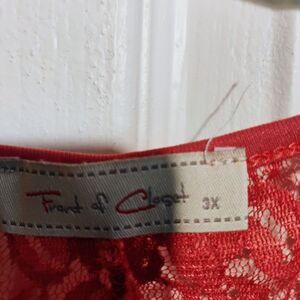 Front of Closet 3X